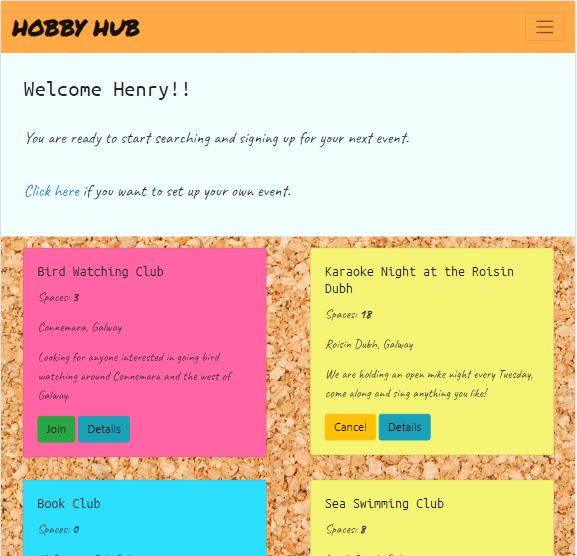 HOBBY HUB
Welcome Henry!!
You are ready to start searching and signing up for your next event.
Click here if you want to set up your own event.
Bird Watching Club
Spaces: 3
Connemara, Galway
Looking for anyone interested in going bird
watching around Connemara and the west of
Galway.
Join Details
Karaoke Night at the Roisin
Dubh
Spaces: 18
Roisin Dubh, Galway
We are holding an open mike night every Tuesday,
come along and sing anything you like!
Cancel Details
Book Club
Spaces: 0
Sea Swimming Club
Spaces: 8